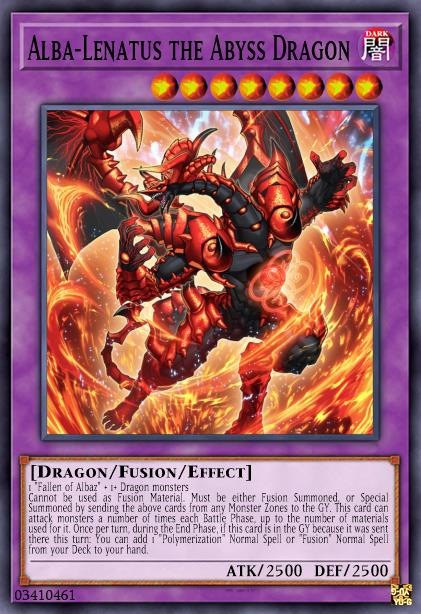 Alba-Lenatus the Abyss Dragon
DARK
闇
[Dragon/Fusion/Effect]
1 "Fallen of Albaz" + 1+ Dragon monsters
Cannot be used as Fusion Material. Must be either Fusion Summoned, or Special
Summoned by sending the above cards from any Monster Zones to the GY. This card can
attack monsters a number of times each Battle Phase, up to the number of materials
used for it. Once per turn, during the End Phase, if this card is in the GY because it was sent
there this turn: You can add 1 "Polymerization" Normal Spell or "Fusion" Normal Spell
from your Deck to your hand.
ATK/2500 DEF/2500
03410461